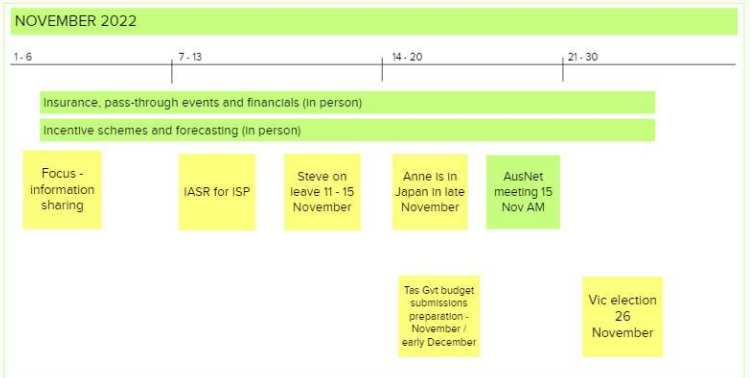 NOVEMBER 2022
1 - 6
7 - 13
14 - 20
21 - 30
Insurance, pass-through events and financials (in person)
Incentive schemes and forecasting (in person)
Focus -
information
sharing
IASR for ISP
Steve on
leave 11 - 15
November
Anne is in
Japan in late
November
AusNet
meeting 15
Nov AM
Tas Gvt budget
submissions
preparation -
November /
early December
Vic election
26
November